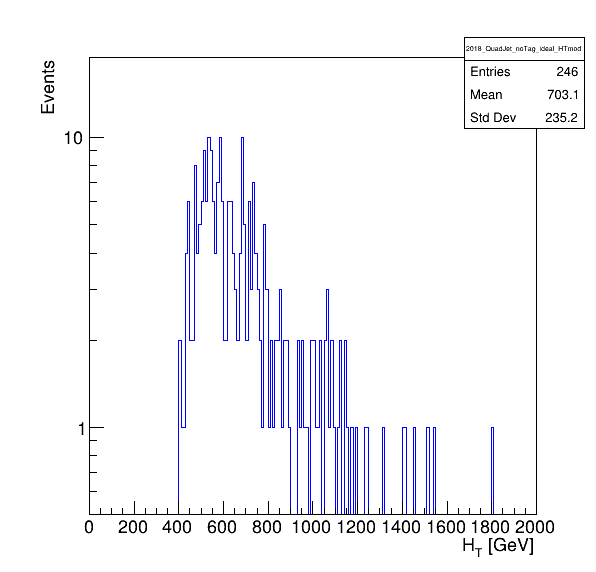 2018_QuadJet_noTag_ideal_HTmod
Entries 246
Mean 703.1
Std Dev 235.2
Events
10
1
0 200 400 600 800 1000 1200 1400 1600 1800 2000
H_T [GeV]